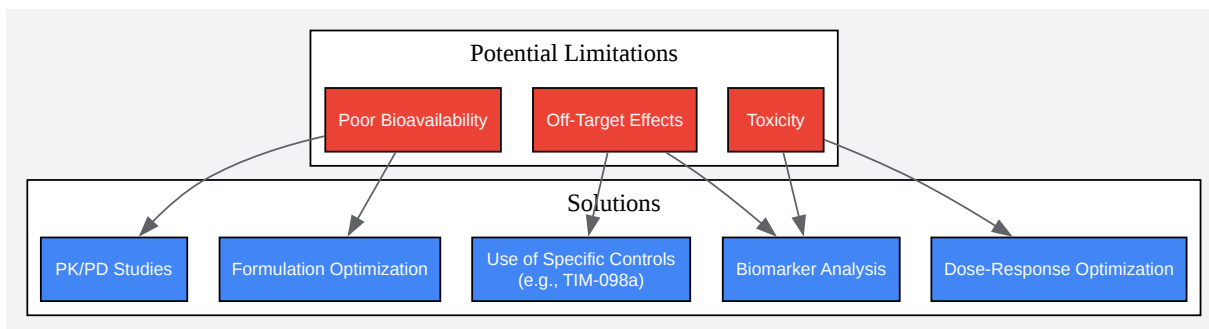 Potential Limitations
Poor Bioavailability
Off-Target Effects
Toxicity
Solutions
PK/PD Studies
Formulation Optimization
Use of Specific Controls
(e.g., TIM-098a)
Biomarker Analysis
Dose-Response Optimization